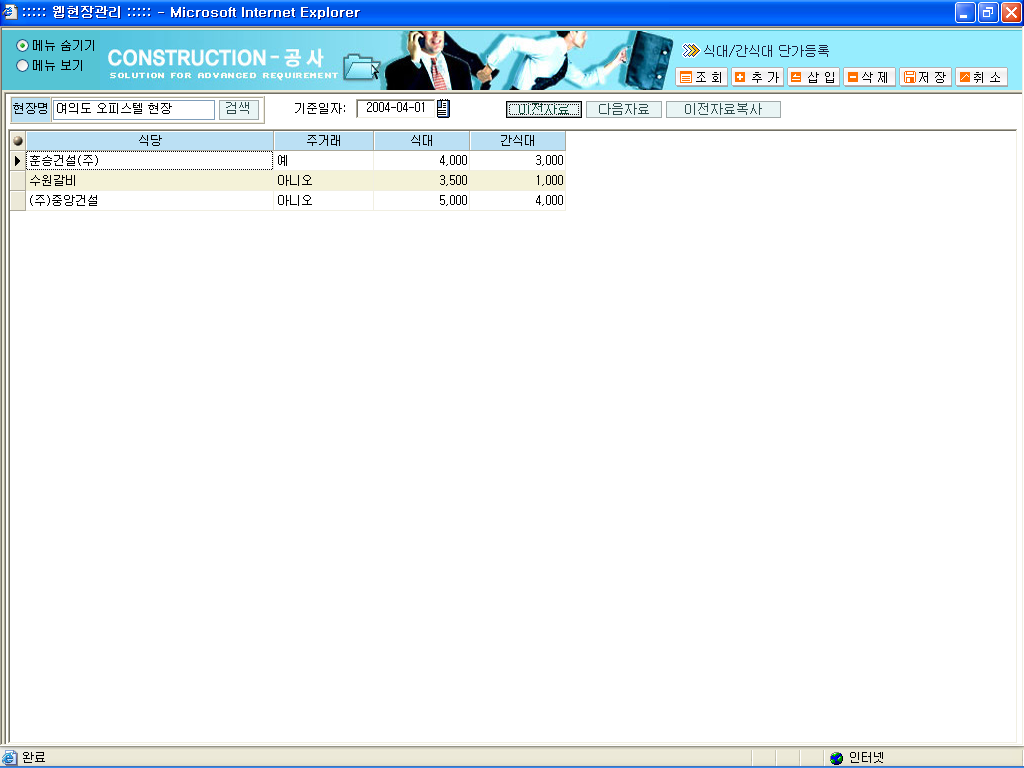 ::::: 웹현장관리 ::::: - Microsoft Internet Explorer
메뉴 숨기기
메뉴 보기
CONSTRUCTION - 공사
SOLUTION FOR ADVANCED REQUIREMENT
식대/간식대 단가등록
조 회 추 가 삽 입 삭 제 저 장 취 소
현장명 여의도 오피스텔 현장 검색 기준일자: 2004-04-01 이전자료 다음자료 이전자료복사
식당 주거래 식대 간식대
훈승건설(주) 예 4,000 3,000
수원갈비 아니오 3,500 1,000
(주)중앙건설 아니오 5,000 4,000
완료 인터넷